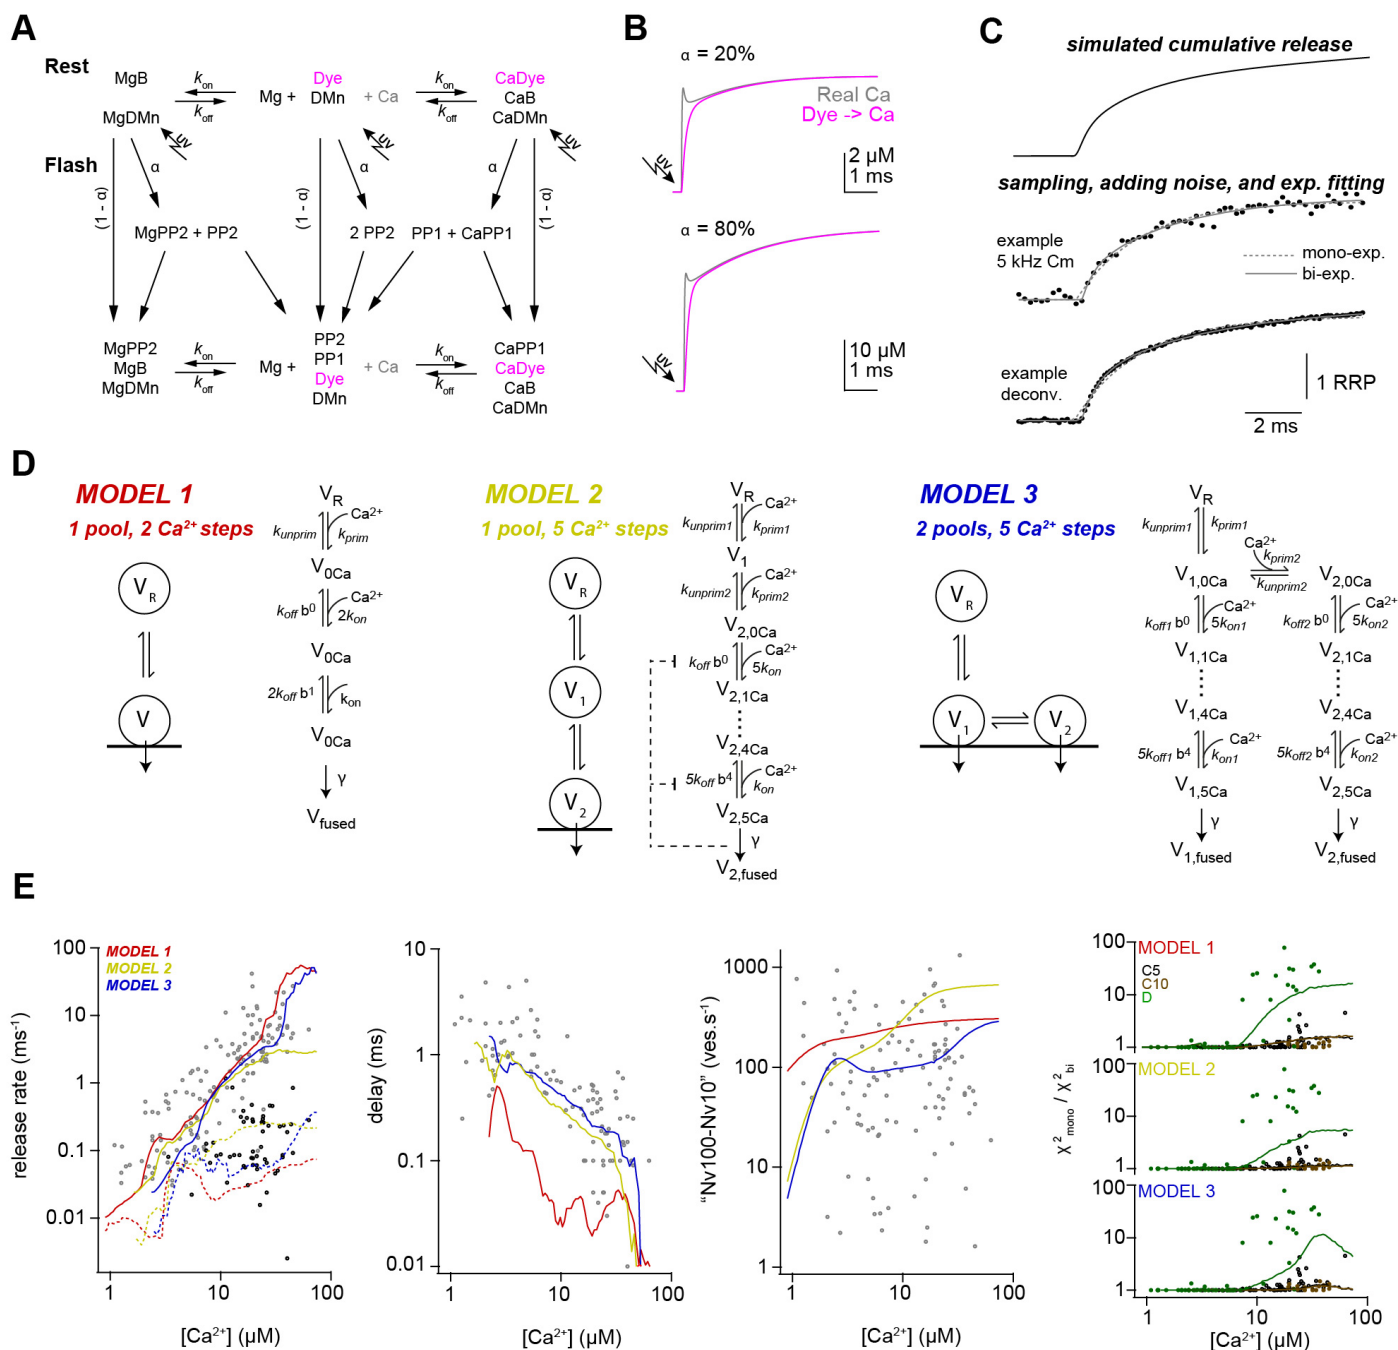 A
Rest
MgB
MgDMn
kon
koff
Mg +
Dye
DMn
+ Ca
kon
koff
CaDye
CaB
CaDMn
UV
UV
UV
Flash
(1 - α)
α
(1 - α)
α
α
(1 - α)
MgPP2 + PP2
2 PP2
PP1 + CaPP1
MgPP2
MgB
MgDMn
kon
koff
Mg +
PP2
PP1
Dye
DMn
+ Ca
kon
koff
CaPP1
CaDye
CaB
CaDMn
B
α = 20%
Real Ca
Dye -> Ca
UV
2 µM
1 ms
α = 80%
UV
10 µM
1 ms
C
simulated cumulative release
sampling, adding noise, and exp. fitting
example
5 kHz Cm
mono-exp.
bi-exp.
example
deconv.
1 RRP
2 ms
D
MODEL 1
1 pool, 2 Ca²⁺ steps
VR
V
VR
kunprim
Ca²⁺
kprim
V0Ca
koff b⁰
Ca²⁺
2kon
V0Ca
2koff b¹
kon
V0Ca
γ
Vfused
MODEL 2
1 pool, 5 Ca²⁺ steps
VR
V1
V2
VR
kunprim1
Ca²⁺
kprim1
V1
kunprim2
Ca²⁺
kprim2
V2,0Ca
koff b⁰
Ca²⁺
5kon
V2,1Ca
V2,4Ca
5koff b⁴
Ca²⁺
kon
V2,5Ca
γ
V2,fused
MODEL 3
2 pools, 5 Ca²⁺ steps
VR
V1
V2
VR
kunprim1
kprim1
Ca²⁺
kprim2
kunprim2
V1,0Ca
V2,0Ca
koff1 b⁰
Ca²⁺
5kon1
koff2 b⁰
Ca²⁺
5kon2
V1,1Ca
V2,1Ca
V1,4Ca
V2,4Ca
5koff1 b⁴
Ca²⁺
kon1
5koff2 b⁴
Ca²⁺
kon2
V1,5Ca
V2,5Ca
γ
γ
V1,fused
V2,fused
E
release rate (ms⁻¹)
100
10
1
0.1
0.01
MODEL 1
MODEL 2
MODEL 3
1
10
100
[Ca²⁺] (µM)
delay (ms)
10
1
0.1
0.01
1
10
100
[Ca²⁺] (µM)
"Nv100-Nv10" (ves.s⁻¹)
1000
100
10
1
1
10
100
[Ca²⁺] (µM)
χ²mono / χ²bi
100
10
1
MODEL 1
C5
C10
D
100
10
1
MODEL 2
100
10
1
MODEL 3
1
10
100
[Ca²⁺] (µM)